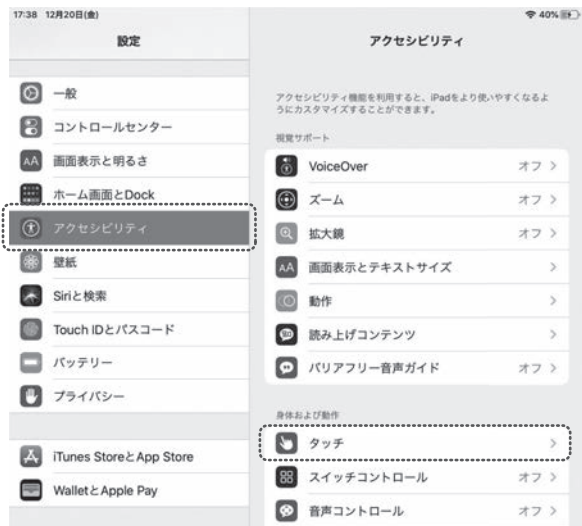 17:38 12月20日(金)
40%
設定
一般
コントロールセンター
画面表示と明るさ
ホーム画面とDock
アクセシビリティ
壁紙
Siriと検索
Touch IDとパスコード
バッテリー
プライバシー
iTunes StoreとApp Store
WalletとApple Pay
アクセシビリティ
アクセシビリティ機能を利用すると、iPadをより使いやすくなるよ
うにカスタマイズすることができます。
視覚サポート
VoiceOver オフ
ズーム オフ
拡大鏡 オフ
AA 画面表示とテキストサイズ
動作
読み上げコンテンツ
バリアフリー音声ガイド オフ
身体および動作
タッチ
スイッチコントロール オフ
音声コントロール オフ